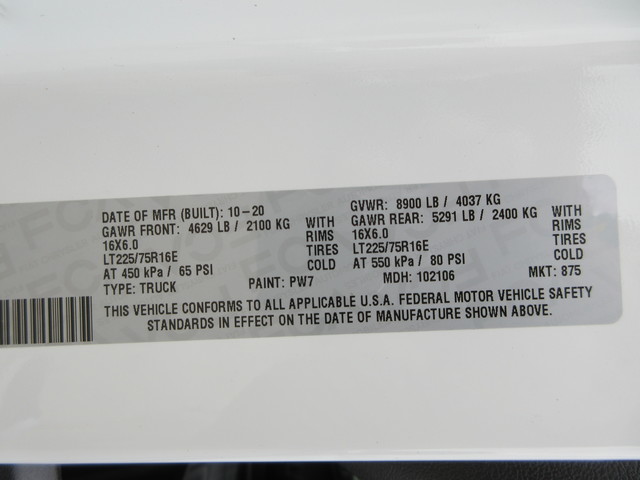 DATE OF MFR (BUILT): 10-20 GVWR: 8900 LB / 4037 KG
GAWR FRONT: 4629 LB / 2100 KG WITH GAWR REAR: 5291 LB / 2400 KG WITH
16X6.0 RIMS 16X6.0 RIMS
LT225/75R16E TIRES LT225/75R16E TIRES
AT 450 kPa / 65 PSI COLD AT 550 kPa / 80 PSI COLD
TYPE: TRUCK PAINT: PW7 MDH: 102106 MKT: 875
THIS VEHICLE CONFORMS TO ALL APPLICABLE U.S.A. FEDERAL MOTOR VEHICLE SAFETY
STANDARDS IN EFFECT ON THE DATE OF MANUFACTURE SHOWN ABOVE.